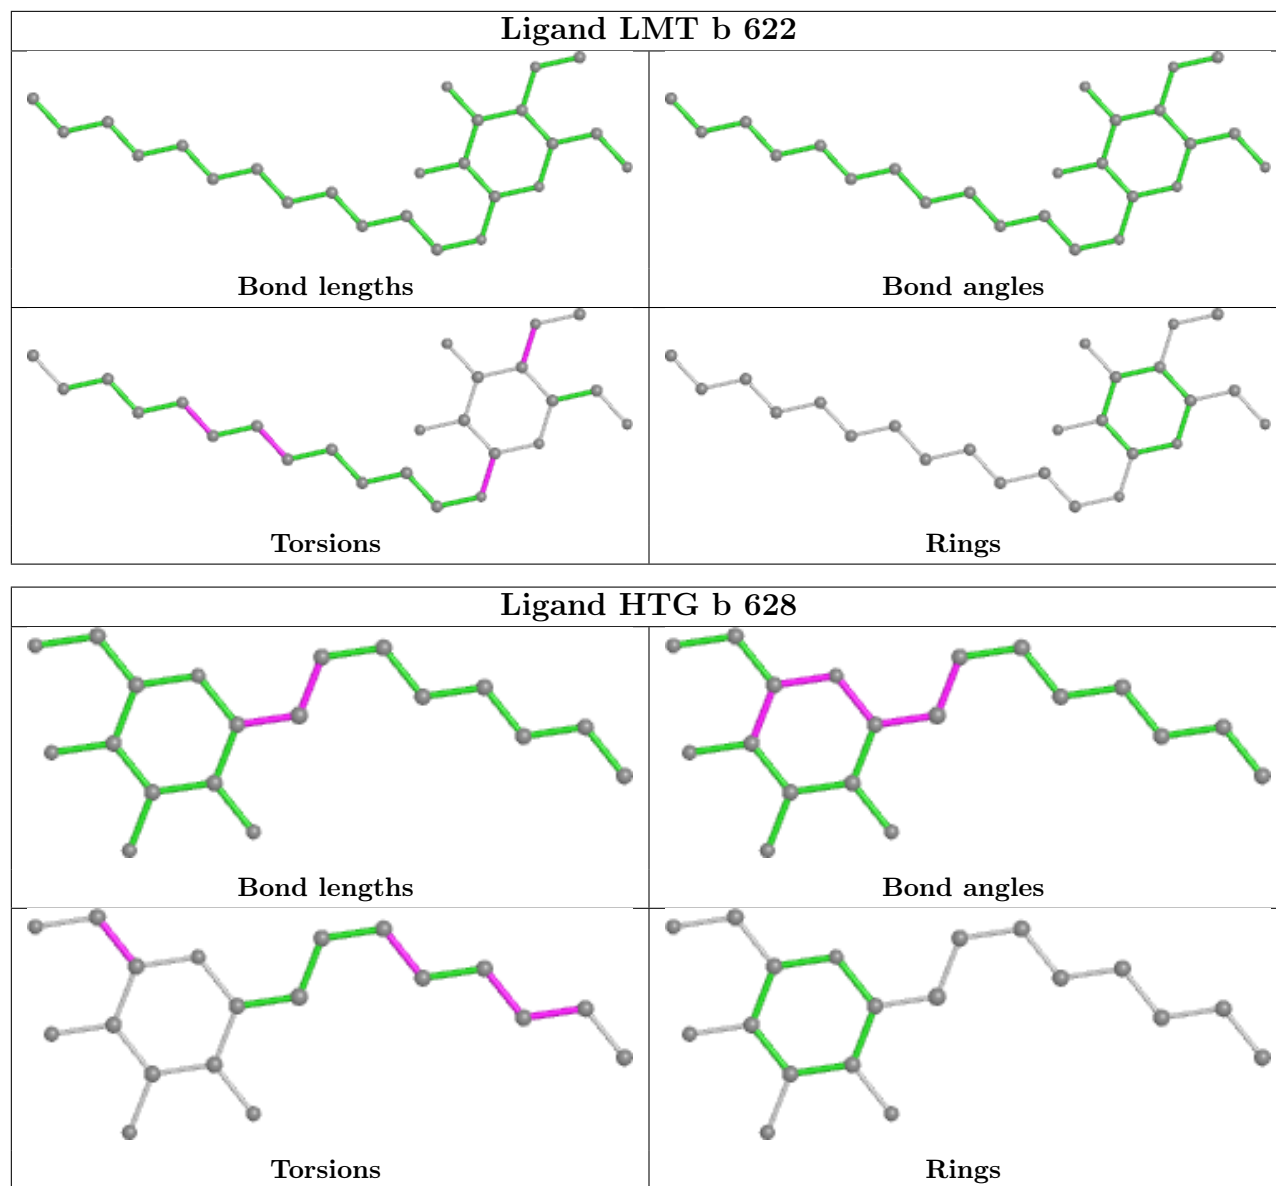 Ligand LMT b 622
Bond lengths
Bond angles
Torsions
Rings
Ligand HTG b 628
Bond lengths
Bond angles
Torsions
Rings